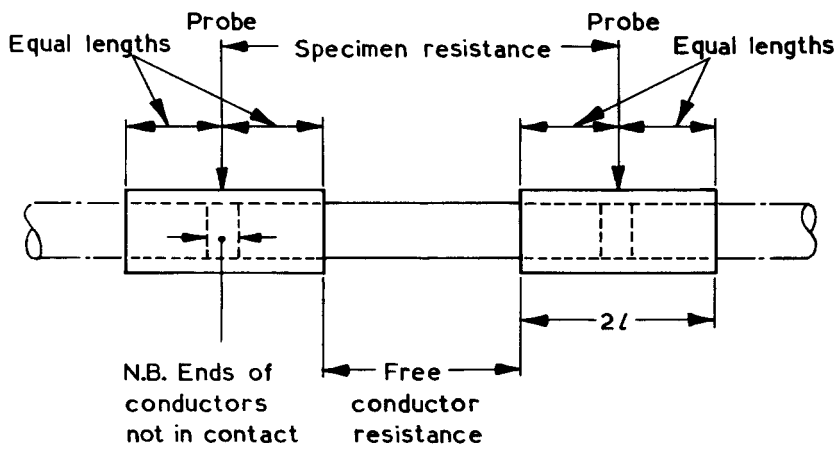 Probe
Probe
Equal lengths
Specimen resistance
Equal lengths
2l
N.B. Ends of
conductors
not in contact
Free
conductor
resistance